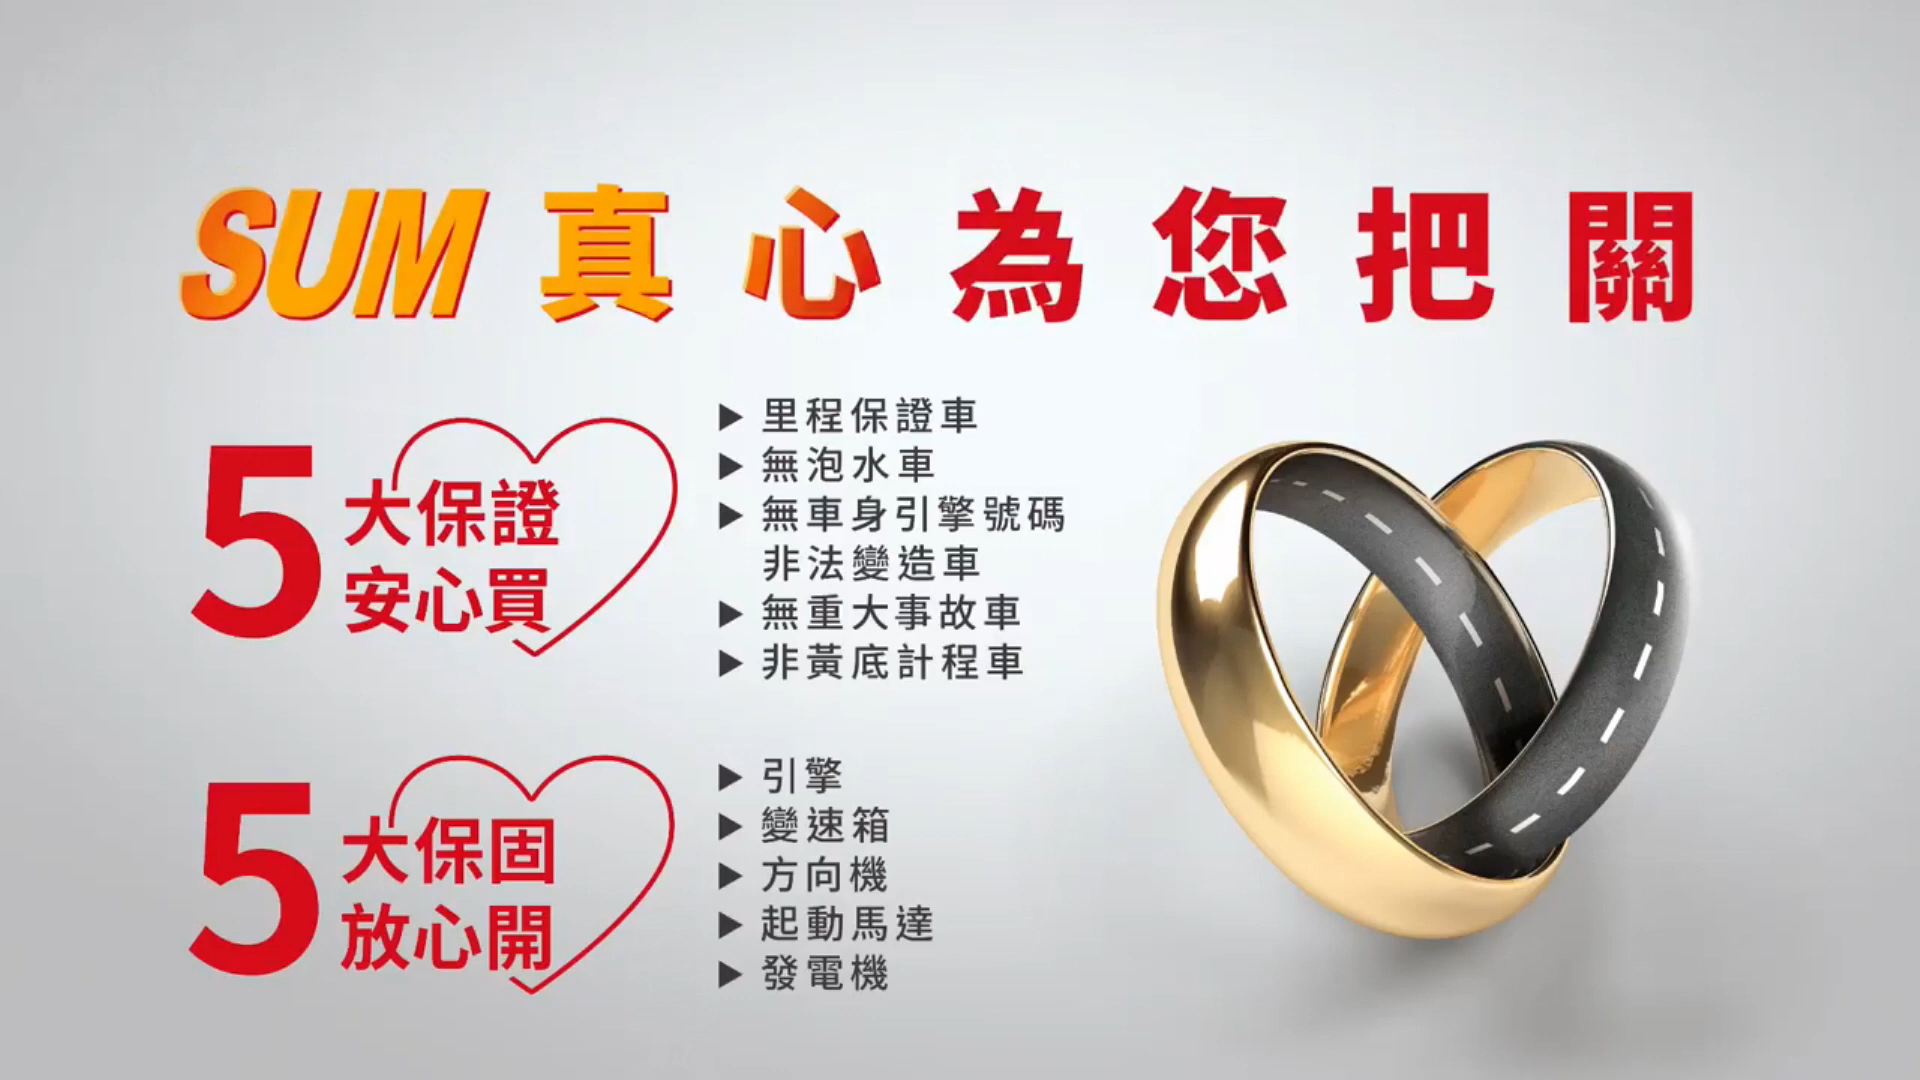 SUM 真心為您把關
5大保證
安心買
▶ 里程保證車
▶ 無泡水車
▶ 無車身引擎號碼
非法變造車
▶ 無重大事故車
▶ 非黃底計程車
5大保固
放心開
▶ 引擎
▶ 變速箱
▶ 方向機
▶ 起動馬達
▶ 發電機